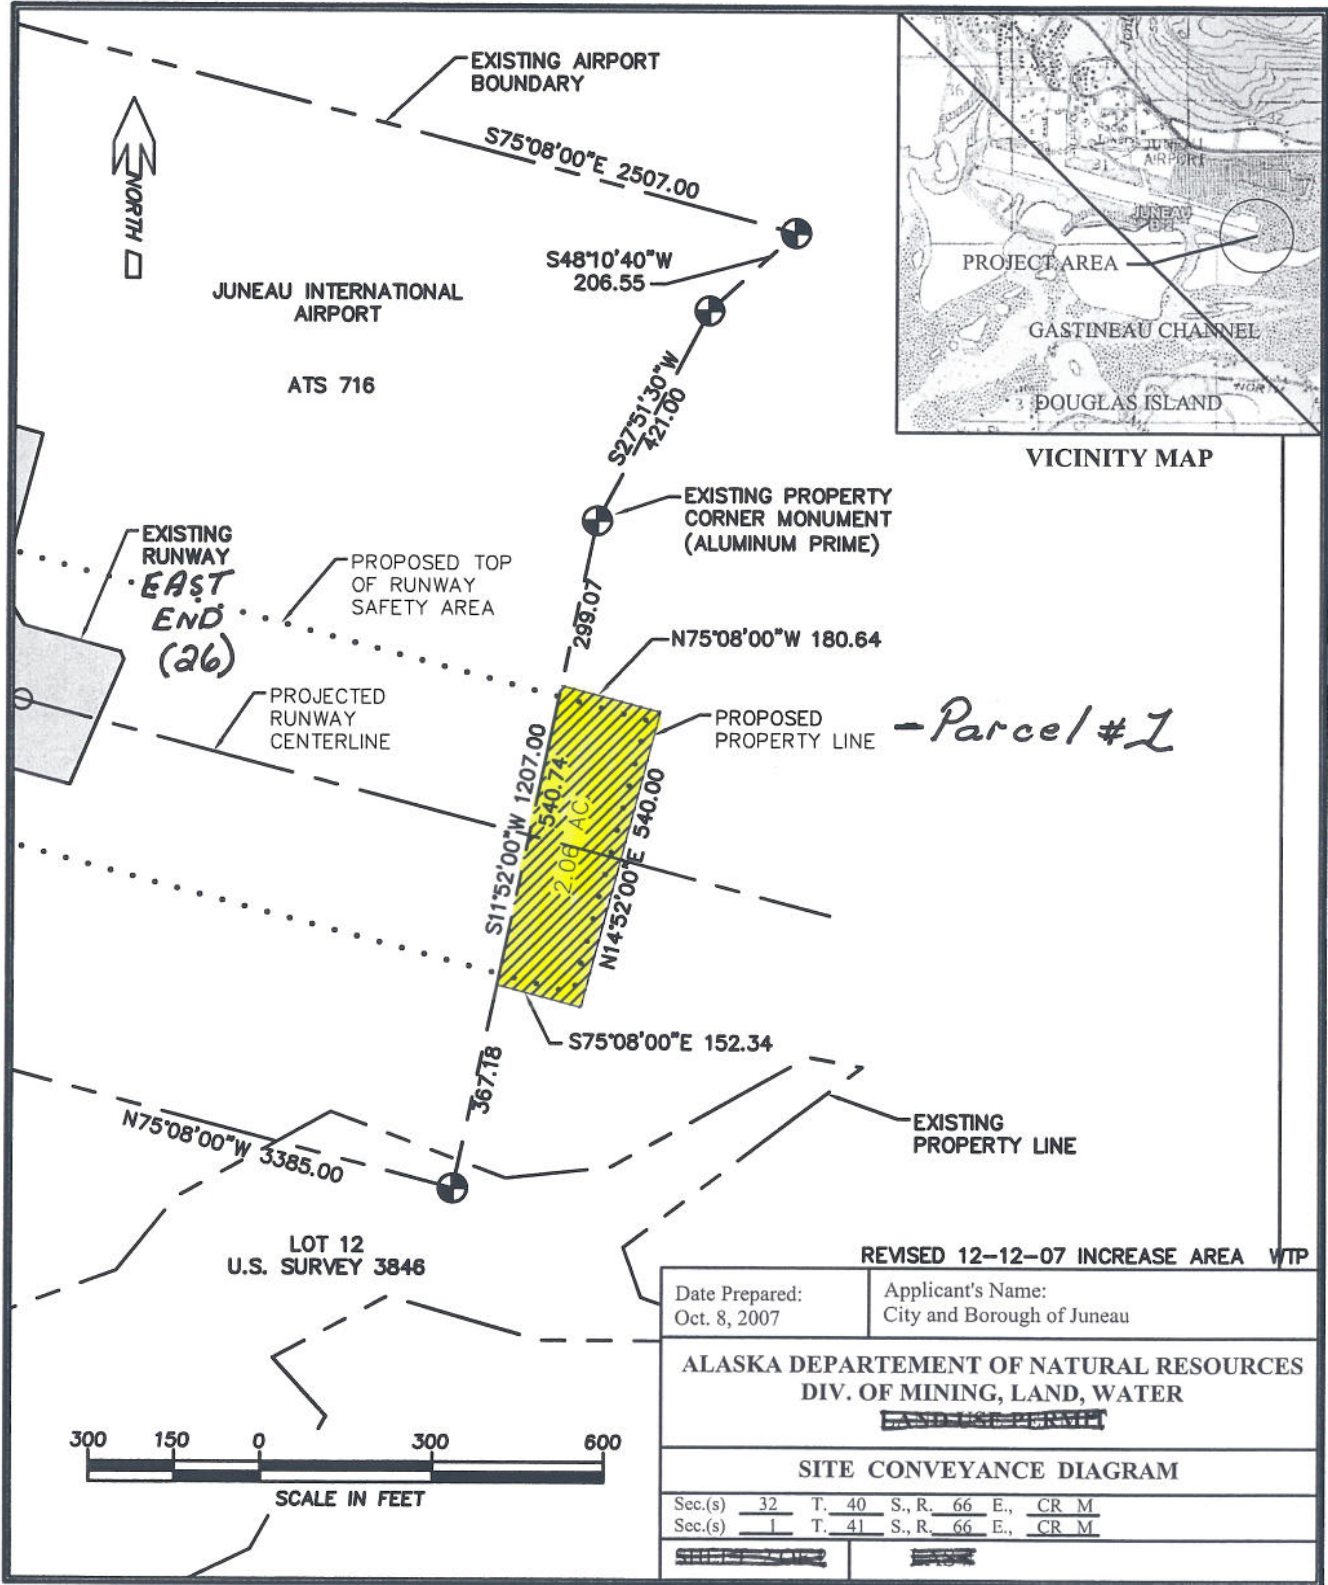 EXISTING AIRPORT
BOUNDARY
S75°08'00"E 2507.00
NORTH
S48°10'40"W
206.55
JUNEAU INTERNATIONAL
AIRPORT
ATS 716
S27°51'30"W
421.00
36
31
JUNEAU
AIRPORT
JUNEAU
PROJECT AREA
GASTINEAU CHANNEL
3
DOUGLAS ISLAND
VICINITY MAP
EXISTING PROPERTY
CORNER MONUMENT
(ALUMINUM PRIME)
EXISTING
RUNWAY
EAST
END
(26)
PROPOSED TOP
OF RUNWAY
SAFETY AREA
299.07
N75°08'00"W 180.64
PROJECTED
RUNWAY
CENTERLINE
PROPOSED
PROPERTY LINE
- Parcel #1
S11°52'00"W 1207.00
540.74
2.06 AC
N14°52'00"E 540.00
S75°08'00"E 152.34
367.18
N75°08'00"W 3385.00
EXISTING
PROPERTY LINE
LOT 12
U.S. SURVEY 3846
REVISED 12-12-07 INCREASE AREA WTP
Date Prepared:
Oct. 8, 2007
Applicant's Name:
City and Borough of Juneau
ALASKA DEPARTEMENT OF NATURAL RESOURCES
DIV. OF MINING, LAND, WATER
LAND USE PERMIT
300 150 0 300 600
SCALE IN FEET
SITE CONVEYANCE DIAGRAM
Sec.(s) 32 T. 40 S., R. 66 E., CR M
Sec.(s) 1 T. 41 S., R. 66 E., CR M